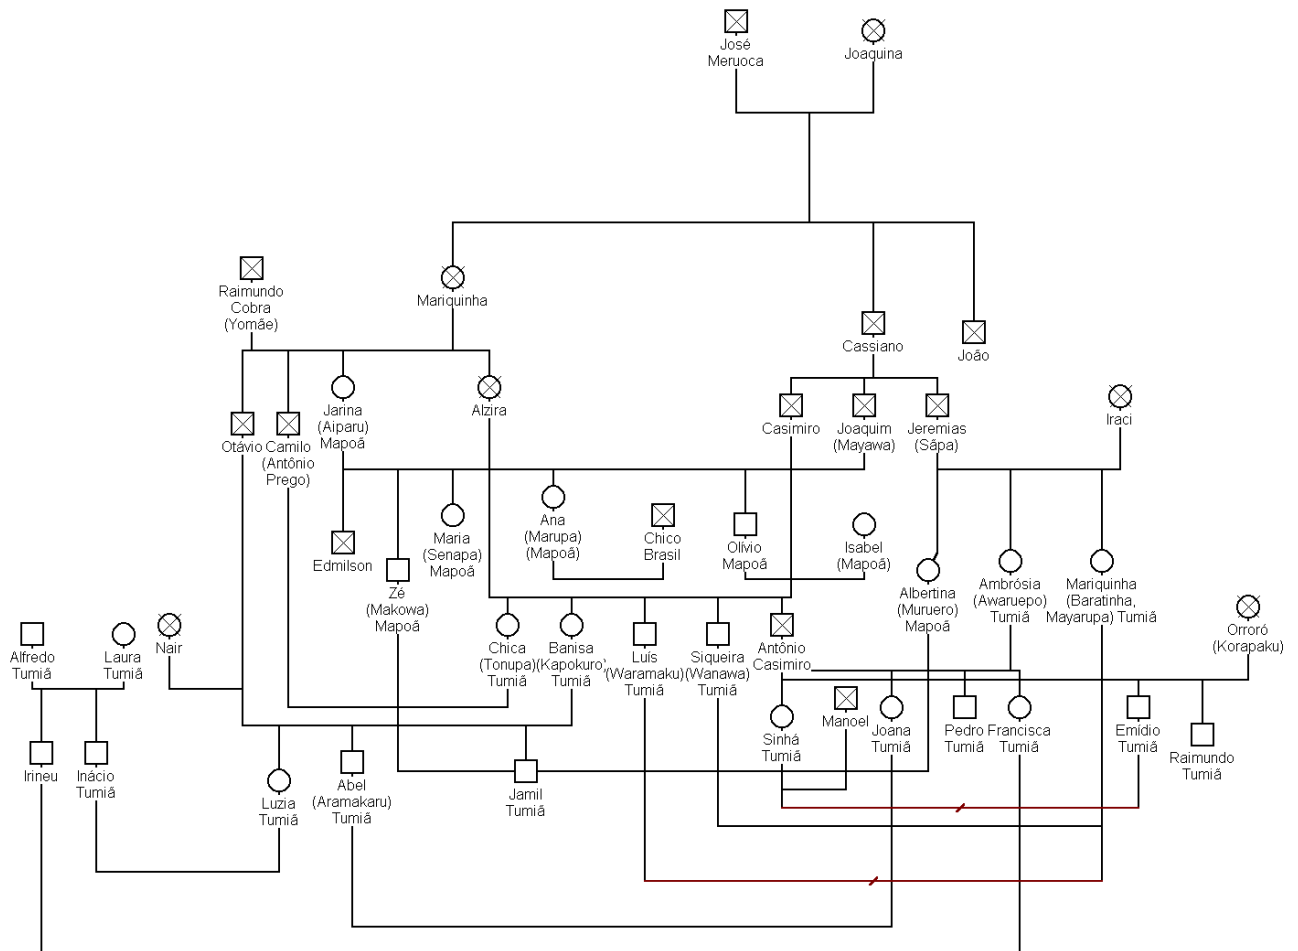 José
Meruoca
Joaquina
Raimundo
Cobra
(Yomãe)
Mariquinha
Cassiano
João
Otávio
Camilo
(Antônio
Prego)
Jarina
(Aiparu)
Mapoã
Alzira
Casimiro
Joaquim
(Mayawa)
Jeremias
(Sãpa)
Iraci
Edmilson
Zé
(Makowa)
Mapoã
Maria
(Senapa)
Mapoã
Ana
(Marupa)
(Mapoã)
Chico
Brasil
Olívio
Mapoã
Isabel
(Mapoã)
Albertina
(Muruero)
Mapoã
Ambrósia
(Awaruepo)
Tumiã
Mariquinha
(Baratinha,
Mayarupa) Tumiã
Orroró
(Korapaku)
Alfredo
Tumiã
Laura
Tumiã
Nair
Chica
(Tonupa)
Tumiã
Banisa
(Kapokuro)
Tumiã
Luís
(Waramaku)
Tumiã
Siqueira
(Wanawa)
Tumiã
Antônio
Casimiro
Irineu
Inácio
Tumiã
Luzia
Tumiã
Abel
(Aramakaru)
Tumiã
Jamil
Tumiã
Sinhá
Tumiã
Manoel
Joana
Tumiã
Pedro
Tumiã
Francisca
Tumiã
Emídio
Tumiã
Raimundo
Tumiã